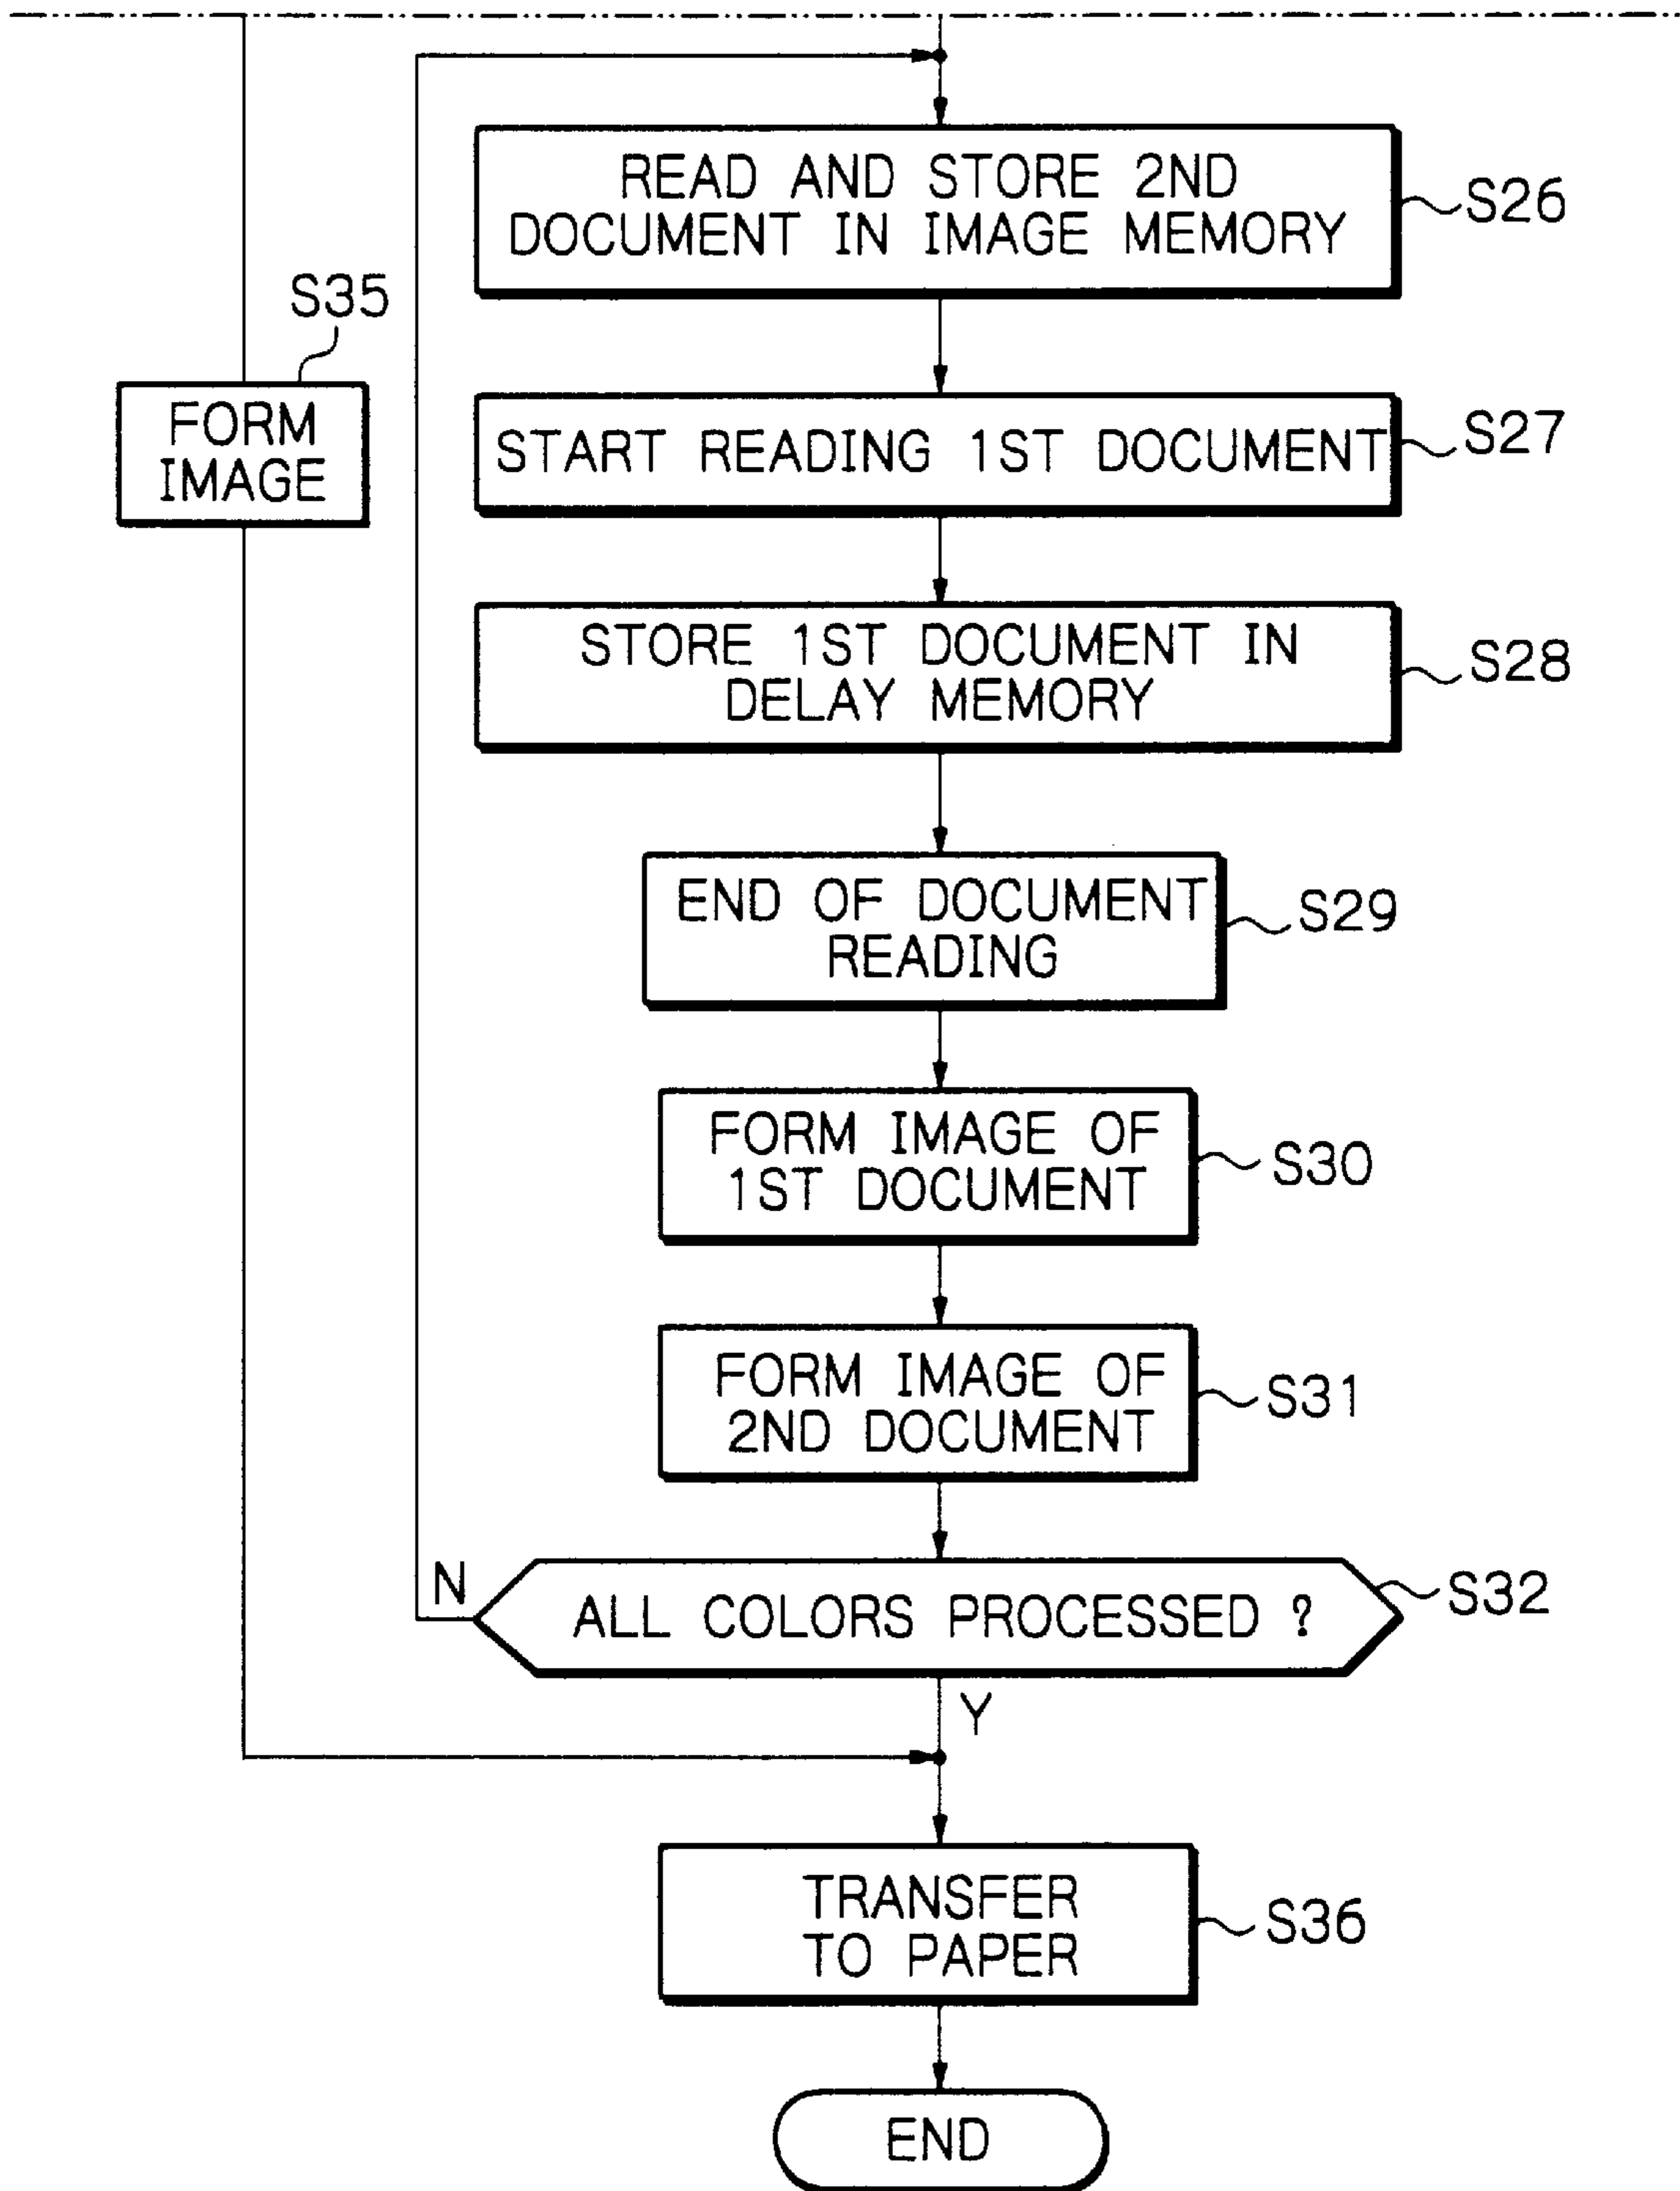 READ AND STORE 2ND
DOCUMENT IN IMAGE MEMORY
S26
S35
FORM
IMAGE
START READING 1ST DOCUMENT
S27
STORE 1ST DOCUMENT IN
DELAY MEMORY
S28
END OF DOCUMENT
READING
S29
FORM IMAGE OF
1ST DOCUMENT
S30
FORM IMAGE OF
2ND DOCUMENT
S31
N
ALL COLORS PROCESSED ?
S32
Y
TRANSFER
TO PAPER
S36
END